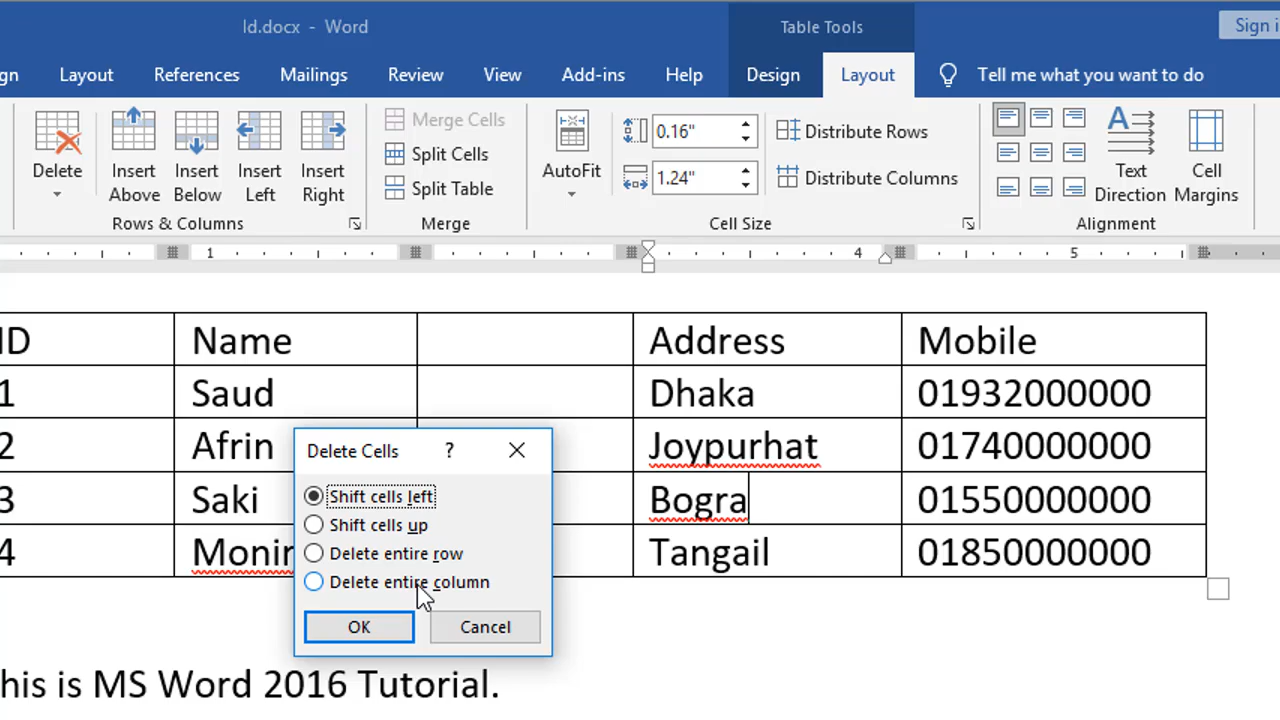 ld.docx - Word
Table Tools
Sign i
gn Layout References Mailings Review View Add-ins Help Design Layout Tell me what you want to do
Delete
Insert Above
Insert Below
Insert Left
Insert Right
Rows & Columns
Merge Cells
Split Cells
Split Table
Merge
AutoFit
0.16"
1.24"
Distribute Rows
Distribute Columns
Cell Size
Text Direction
Cell Margins
Alignment
1 4 5
ID Name Address Mobile
1 Saud Dhaka 01932000000
2 Afrin Joypurhat 01740000000
3 Saki Bogra 01550000000
4 Monir Tangail 01850000000
Delete Cells ?
Shift cells left
Shift cells up
Delete entire row
Delete entire column
OK Cancel
his is MS Word 2016 Tutorial.